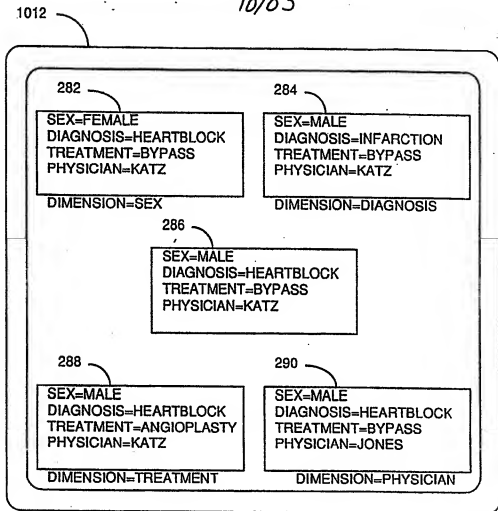 10/05
1012
282
SEX=FEMALE
DIAGNOSIS=HEARTBLOCK
TREATMENT=BYPASS
PHYSICIAN=KATZ
DIMENSION=SEX
284
SEX=MALE
DIAGNOSIS=INFARCTION
TREATMENT=BYPASS
PHYSICIAN=KATZ
DIMENSION=DIAGNOSIS
286
SEX=MALE
DIAGNOSIS=HEARTBLOCK
TREATMENT=BYPASS
PHYSICIAN=KATZ
288
SEX=MALE
DIAGNOSIS=HEARTBLOCK
TREATMENT=ANGIOPLASTY
PHYSICIAN=KATZ
DIMENSION=TREATMENT
290
SEX=MALE
DIAGNOSIS=HEARTBLOCK
TREATMENT=BYPASS
PHYSICIAN=JONES
DIMENSION=PHYSICIAN